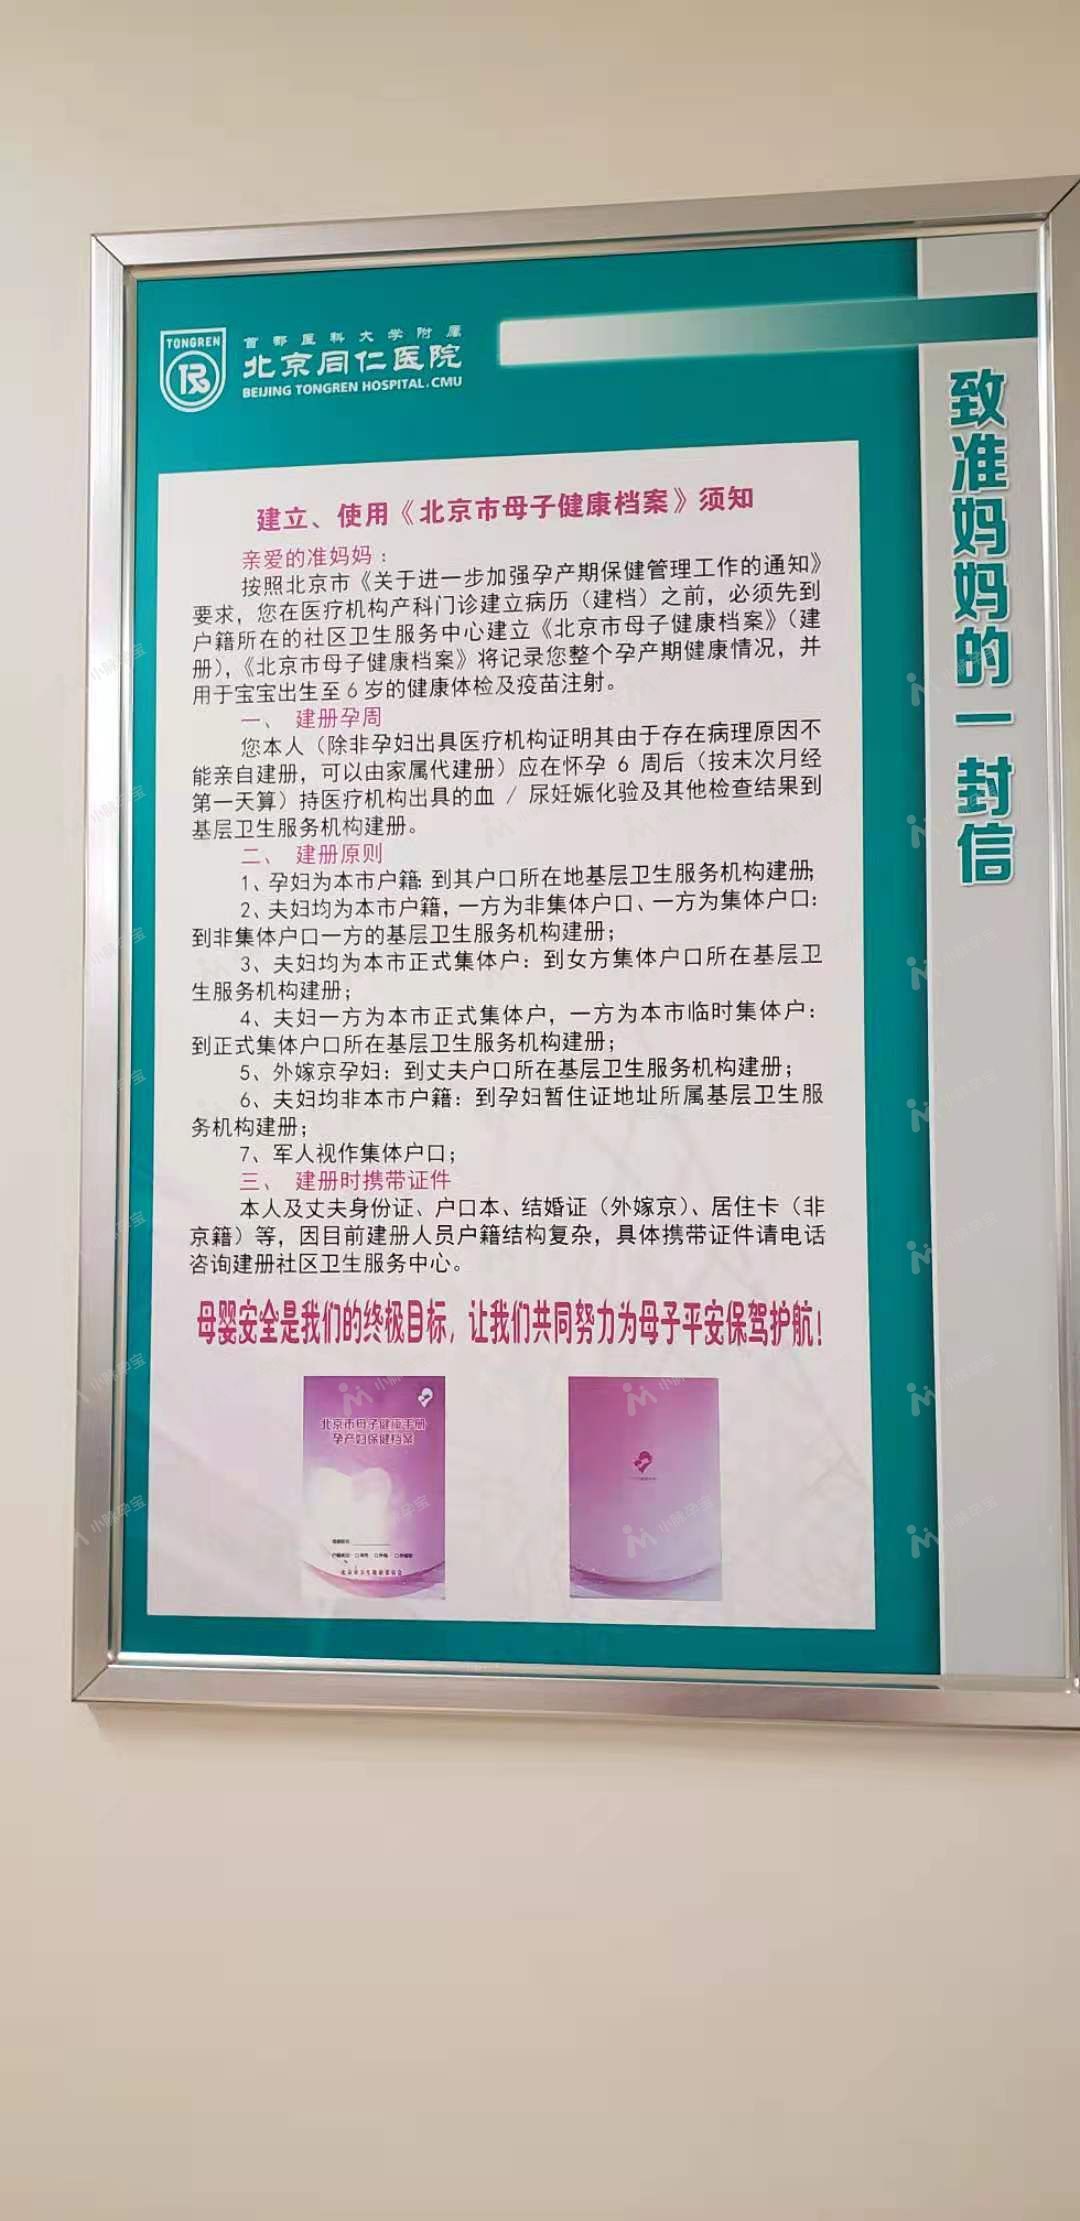 TONGREN
首都医科大学附属
北京同仁医院
BEIJING TONGREN HOSPITAL.CMU
致准妈妈的一封信
建立、使用《北京市母子健康档案》须知
亲爱的准妈妈：
按照北京市《关于进一步加强孕产期保健管理工作的通知》
要求，您在医疗机构产科门诊建立病历（建档）之前，必须先到
户籍所在的社区卫生服务中心建立《北京市母子健康档案》（建
册），《北京市母子健康档案》将记录您整个孕产期健康情况，并
用于宝宝出生至6岁的健康体检及疫苗注射。
一、 建册孕周
您本人（除非孕妇出具医疗机构证明其由于存在病理原因不
能亲自建册，可以由家属代建册）应在怀孕 6 周后（按末次月经
第一天算）持医疗机构出具的血 / 尿妊娠化验及其他检查结果到
基层卫生服务机构建册。
二、 建册原则
1、孕妇为本市户籍：到其户口所在地基层卫生服务机构建册；
2、夫妇均为本市户籍，一方为非集体户口、一方为集体户口：
到非集体户口一方的基层卫生服务机构建册；
3、夫妇均为本市正式集体户：到女方集体户口所在基层卫
生服务机构建册；
4、夫妇一方为本市正式集体户，一方为本市临时集体户：
到正式集体户口所在基层卫生服务机构建册；
5、外嫁京孕妇：到丈夫户口所在基层卫生服务机构建册；
6、夫妇均非本市户籍：到孕妇暂住证地址所属基层卫生服
务机构建册；
7、军人视作集体户口；
三、 建册时携带证件
本人及丈夫身份证、户口本、结婚证（外嫁京）、居住卡（非
京籍）等，因目前建册人员户籍结构复杂，具体携带证件请电话
咨询建册社区卫生服务中心。
母婴安全是我们的终极目标，让我们共同努力为母子平安保驾护航！
北京市母子健康手册
孕产妇保健档案
小脉孕宝